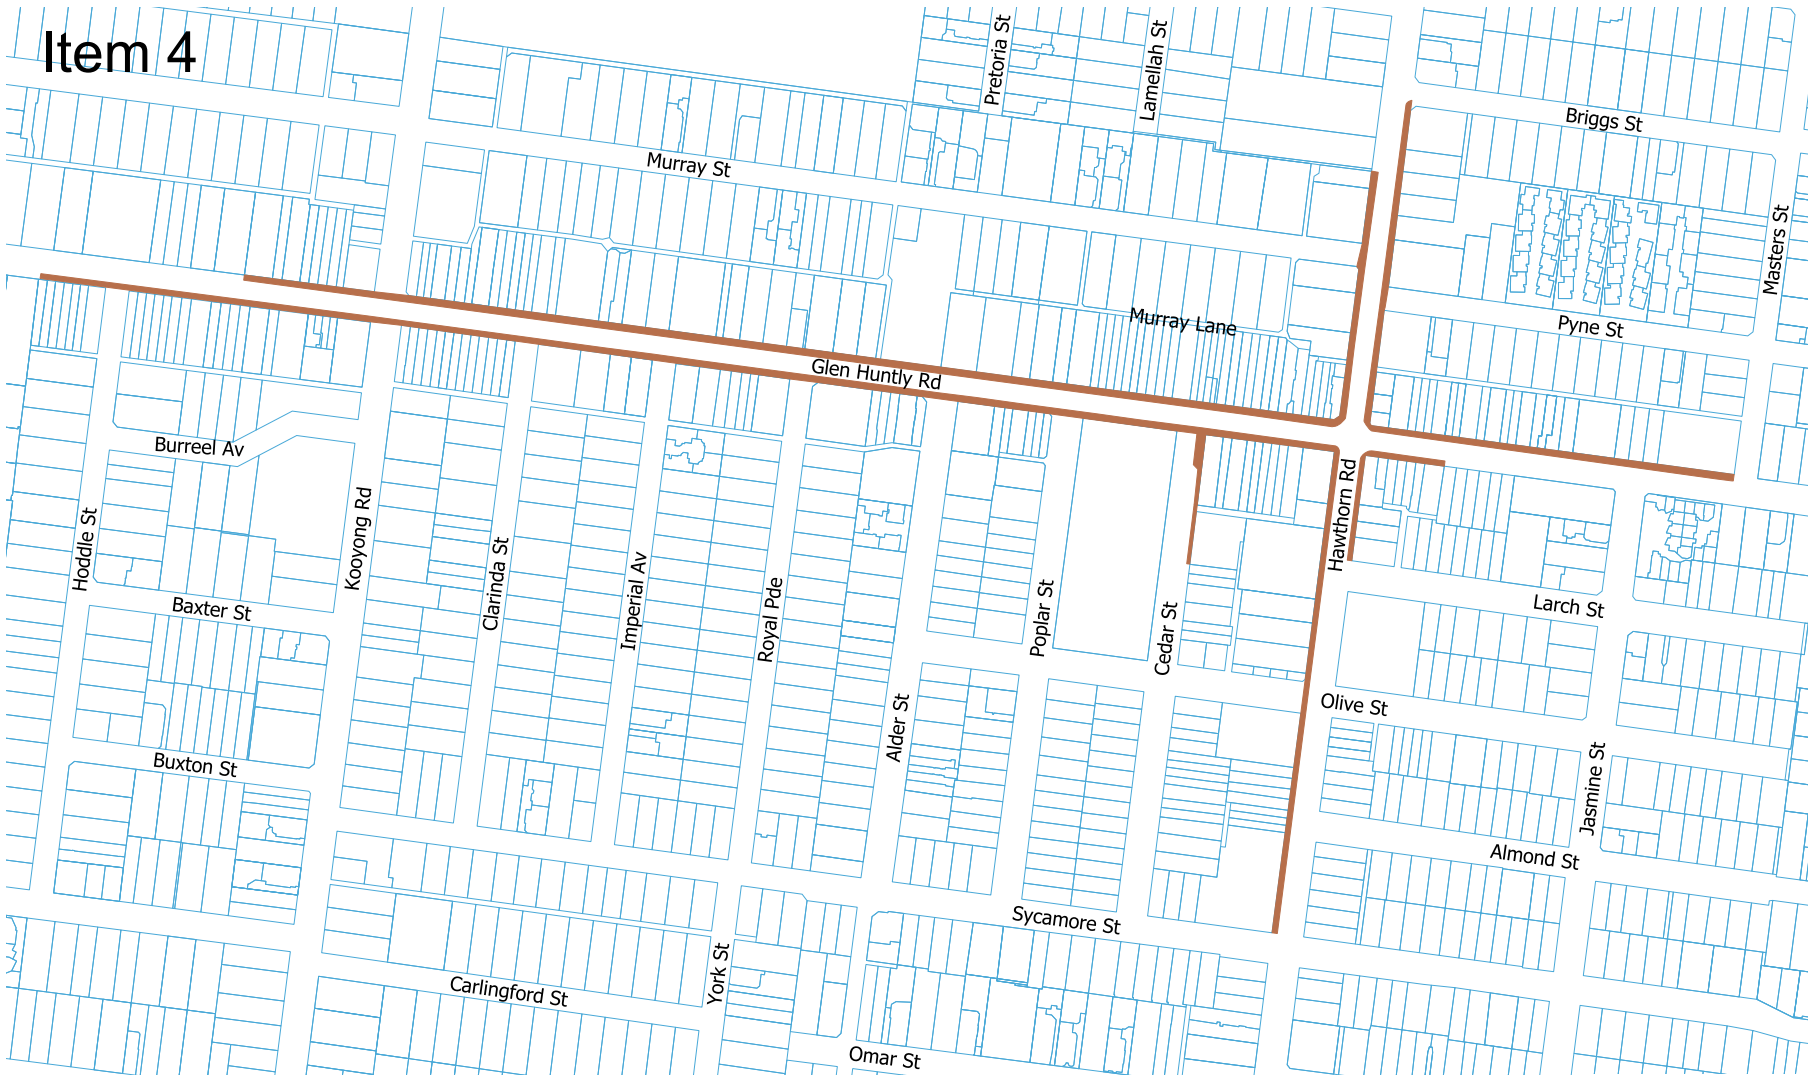 Item 4
Pretoria St
Lamellah St
Briggs St
Murray St
Masters St
Murray Lane
Pyne St
Glen Huntly Rd
Burreel Av
Hoddle St
Kooyong Rd
Clarinda St
Imperial Av
Royal Pde
Hawthorn Rd
Baxter St
Poplar St
Cedar St
Larch St
Alder St
Olive St
Buxton St
Jasmine St
Almond St
Sycamore St
York St
Carlingford St
Omar St